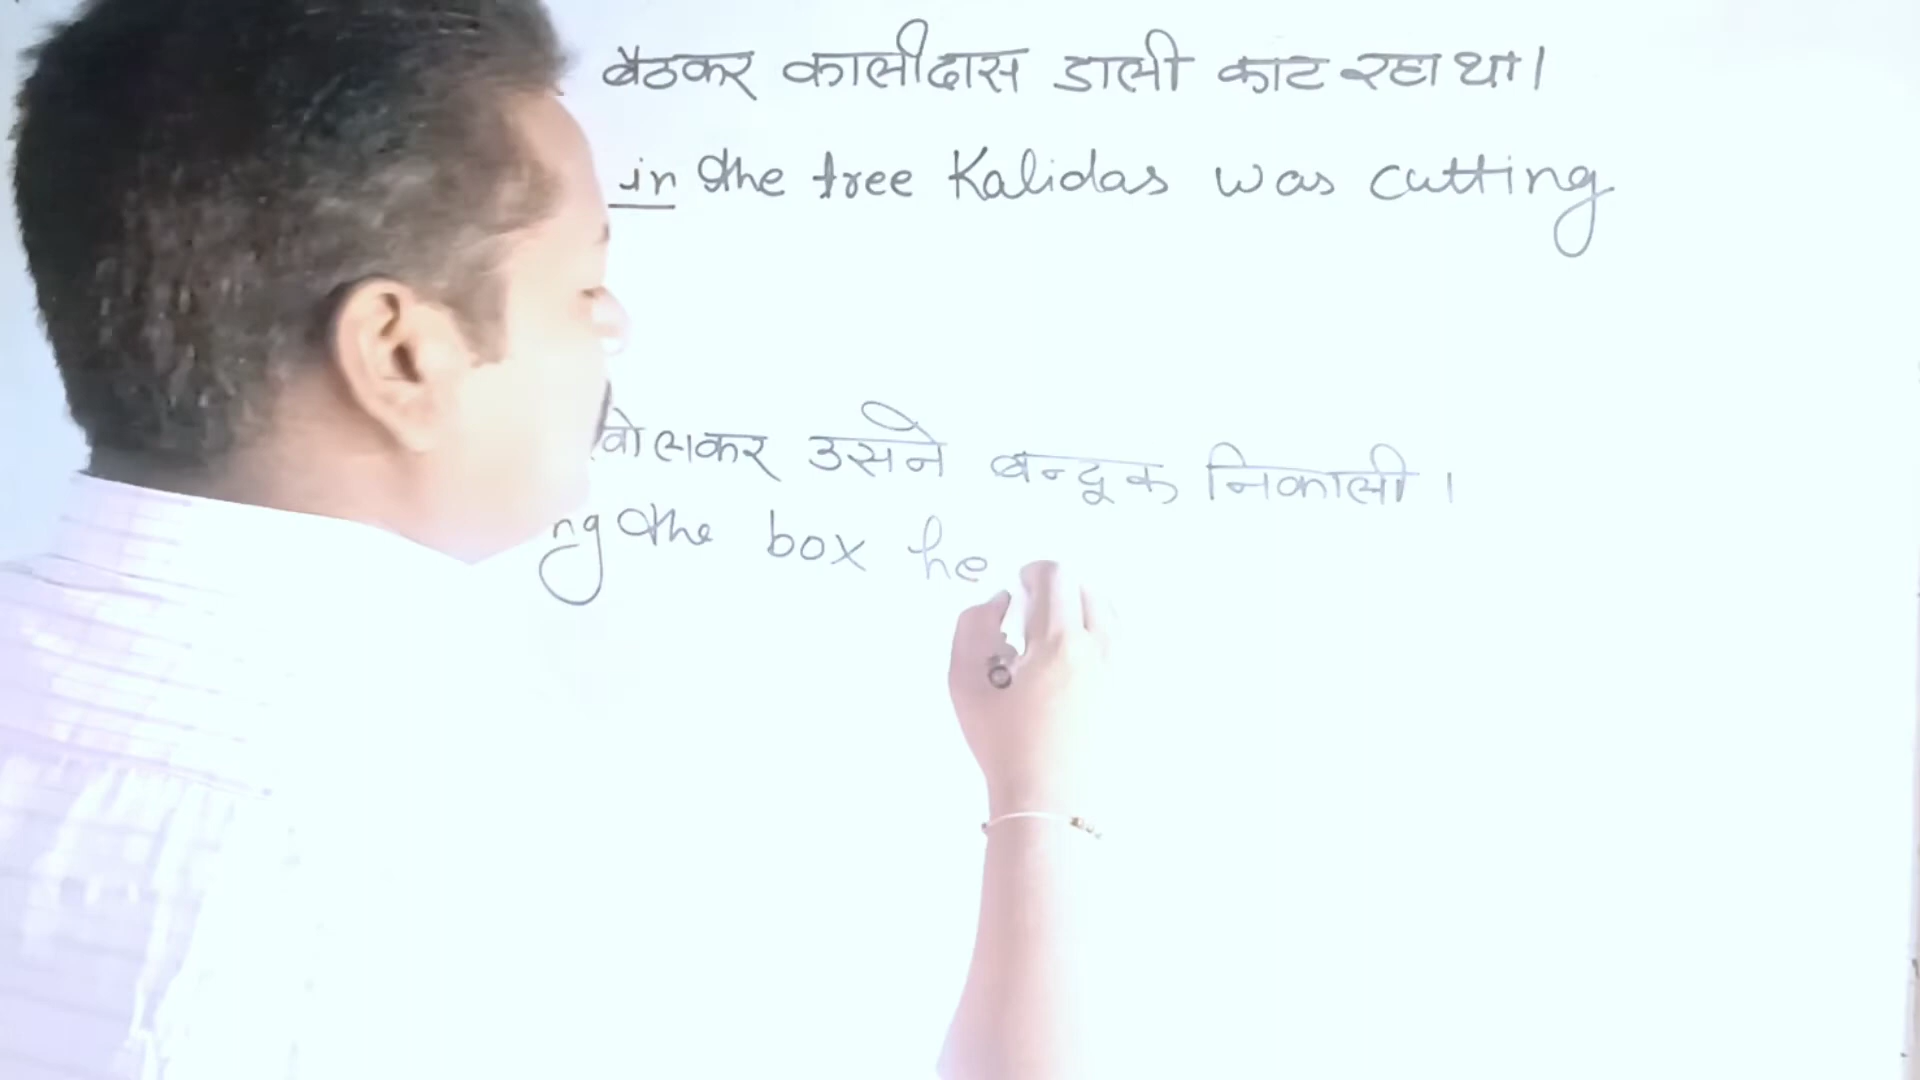 बैठकर कालीदास डाली काट रहा था।
in the tree Kalidas was cutting
खोलकर उसने बन्दूक निकाली ।
ng the box he